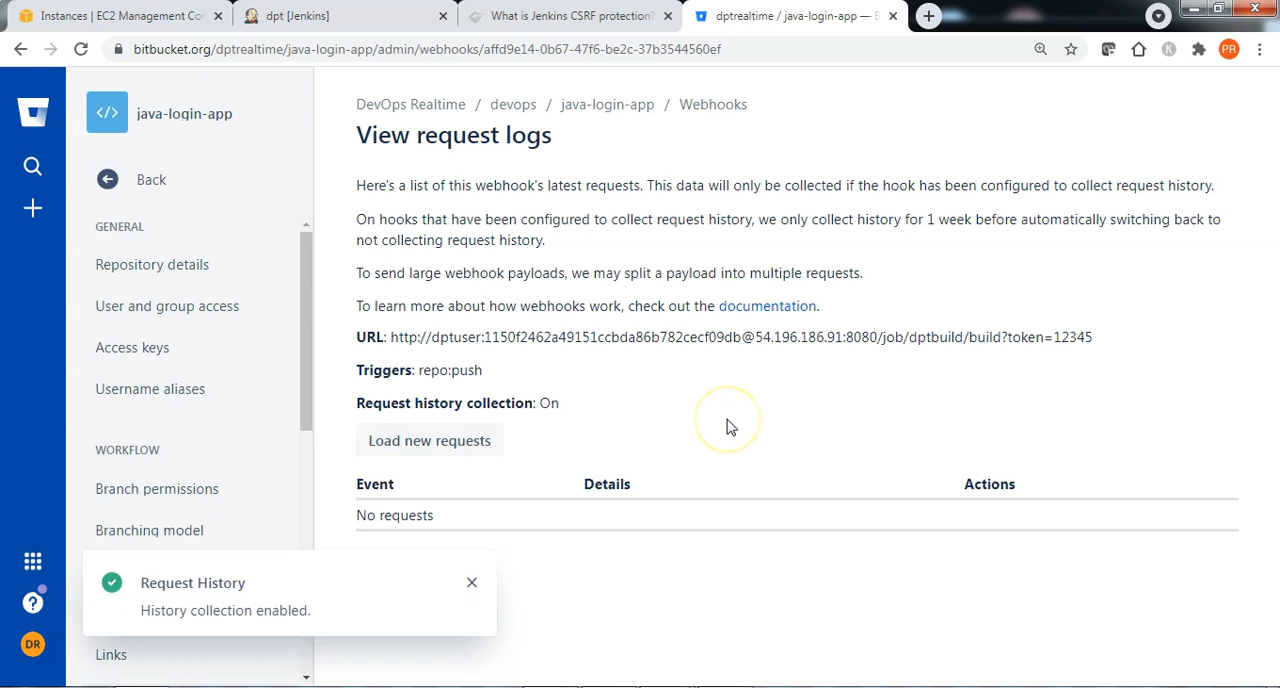 Instances | EC2 Management Con
dpt [Jenkins]
What is Jenkins CSRF protection?
dptrealtime / java-login-app — B
bitbucket.org/dptrealtime/java-login-app/admin/webhooks/affd9e14-0b67-47f6-be2c-37b3544560ef
K
PR
</>
java-login-app
Back
GENERAL
Repository details
User and group access
Access keys
Username aliases
WORKFLOW
Branch permissions
Branching model
Links
DR
DevOps Realtime / devops / java-login-app / Webhooks
View request logs
Here's a list of this webhook's latest requests. This data will only be collected if the hook has been configured to collect request history.
On hooks that have been configured to collect request history, we only collect history for 1 week before automatically switching back to
not collecting request history.
To send large webhook payloads, we may split a payload into multiple requests.
To learn more about how webhooks work, check out the documentation.
URL: http://dptuser:1150f2462a49151ccbda86b782cecf09db@54.196.186.91:8080/job/dptbuild/build?token=12345
Triggers: repo:push
Request history collection: On
Load new requests
Event Details Actions
No requests
Request History
History collection enabled.